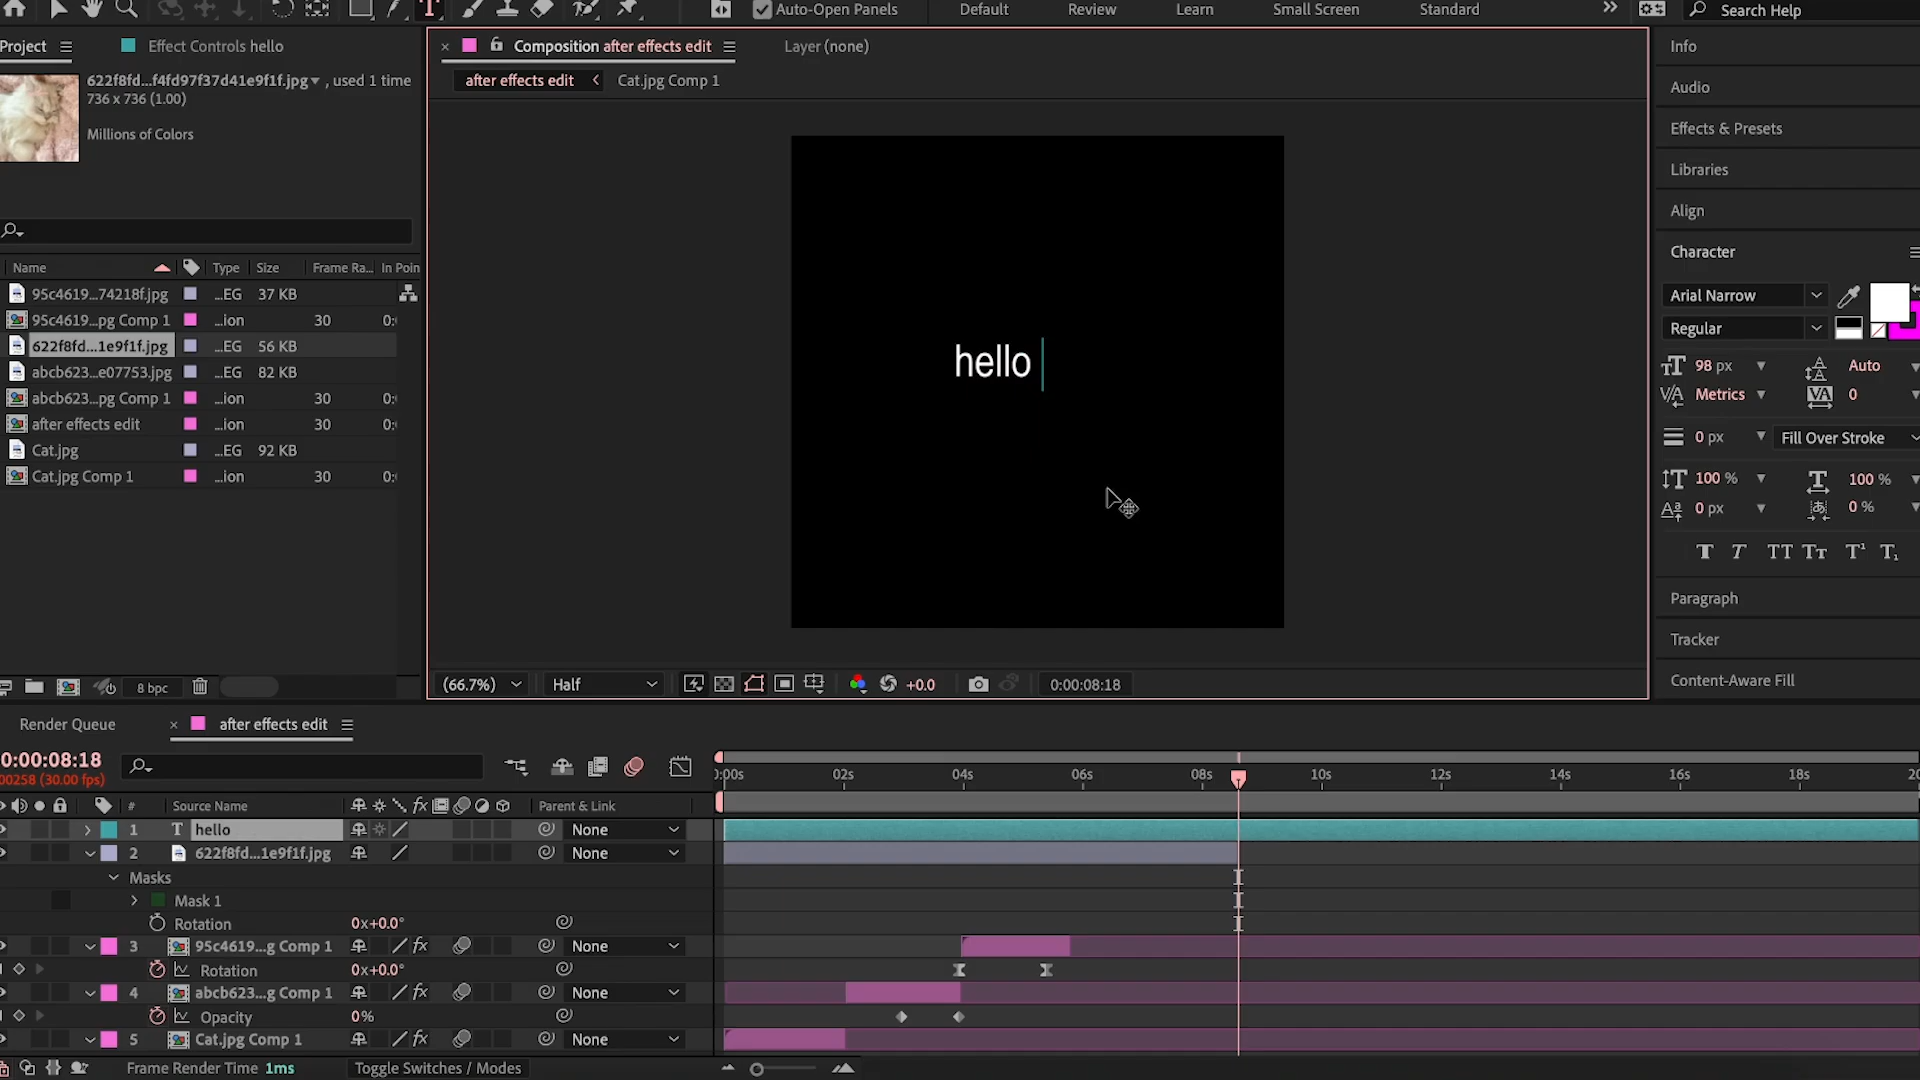 Auto-Open Panels
Default
Review
Learn
Small Screen
Standard
Search Help
Project
Effect Controls hello
622f8fd...f4fd97f37d41e9f1f.jpg , used 1 time
736 x 736 (1.00)
Millions of Colors
Name
Type
Size
Frame Ra...
In Poin
95c4619...74218f.jpg ...EG 37 KB
95c4619...pg Comp 1 ...ion 30 0:
622f8fd...1e9f1f.jpg ...EG 56 KB
abcb623...e07753.jpg ...EG 82 KB
abcb623...pg Comp 1 ...ion 30 0:
after effects edit ...ion 30 0:
Cat.jpg ...EG 92 KB
Cat.jpg Comp 1 ...ion 30 0:
8 bpc
Composition after effects edit
Layer (none)
after effects edit
Cat.jpg Comp 1
hello
(66.7%)
Half
+0.0
0:00:08:18
Info
Audio
Effects & Presets
Libraries
Align
Character
Arial Narrow
Regular
98 px
Auto
Metrics
0
0 px
Fill Over Stroke
100 %
100 %
0 px
0 %
Paragraph
Tracker
Content-Aware Fill
Render Queue
after effects edit
0:00:08:18
00258 (30.00 fps)
:00s 02s 04s 06s 08s 10s 12s 14s 16s 18s 20
# Source Name
Parent & Link
1 hello None
2 622f8fd...1e9f1f.jpg None
Masks
Mask 1
Rotation 0x+0.0°
3 95c4619...g Comp 1 None
Rotation 0x+0.0°
4 abcb623...g Comp 1 None
Opacity 0%
5 Cat.jpg Comp 1 None
Frame Render Time 1ms
Toggle Switches / Modes